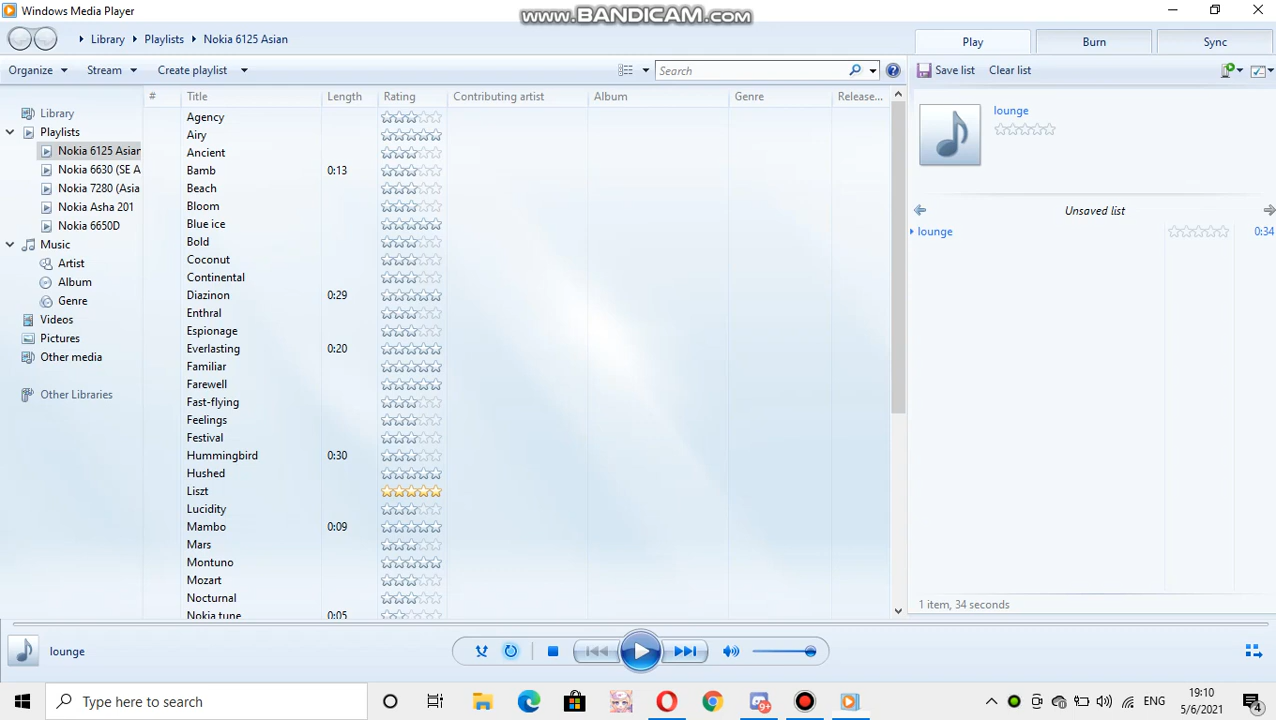 Windows Media Player
www.BANDICAM.com
Library Playlists Nokia 6125 Asian
Play Burn Sync
Organize Stream Create playlist Search Save list Clear list
# Title Length Rating Contributing artist Album Genre Release...
Library
Playlists
Nokia 6125 Asian
Nokia 6630 (SE A
Nokia 7280 (Asia
Nokia Asha 201
Nokia 6650D
Music
Artist
Album
Genre
Videos
Pictures
Other media
Other Libraries
Agency
Airy
Ancient
Bamb 0:13
Beach
Bloom
Blue ice
Bold
Coconut
Continental
Diazinon 0:29
Enthral
Espionage
Everlasting 0:20
Familiar
Farewell
Fast-flying
Feelings
Festival
Hummingbird 0:30
Hushed
Liszt
Lucidity
Mambo 0:09
Mars
Montuno
Mozart
Nocturnal
Nokia tune 0:05
lounge
Unsaved list
lounge 0:34
1 item, 34 seconds
lounge
Type here to search
9+
ENG
19:10
5/6/2021
4